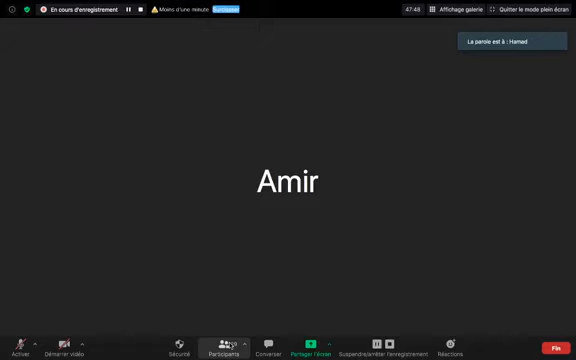 En cours d'enregistrement
Moins d'une minute Surclasser
47:48 Affichage galerie Quitter le mode plein écran
La parole est à : Hamad
Amir
Activer Démarrer vidéo Sécurité Participants Converser Partager l'écran Suspendre/arrêter l'enregistrement Réactions Fin